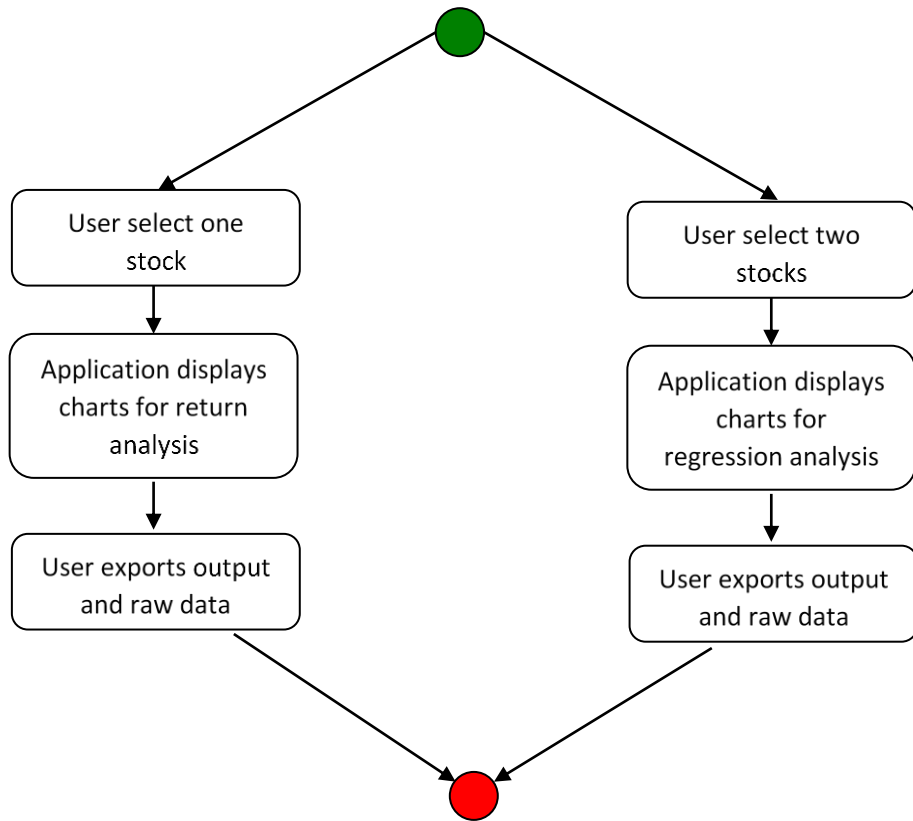 User select one
stock
Application displays
charts for return
analysis
User exports output
and raw data
User select two
stocks
Application displays
charts for
regression analysis
User exports output
and raw data